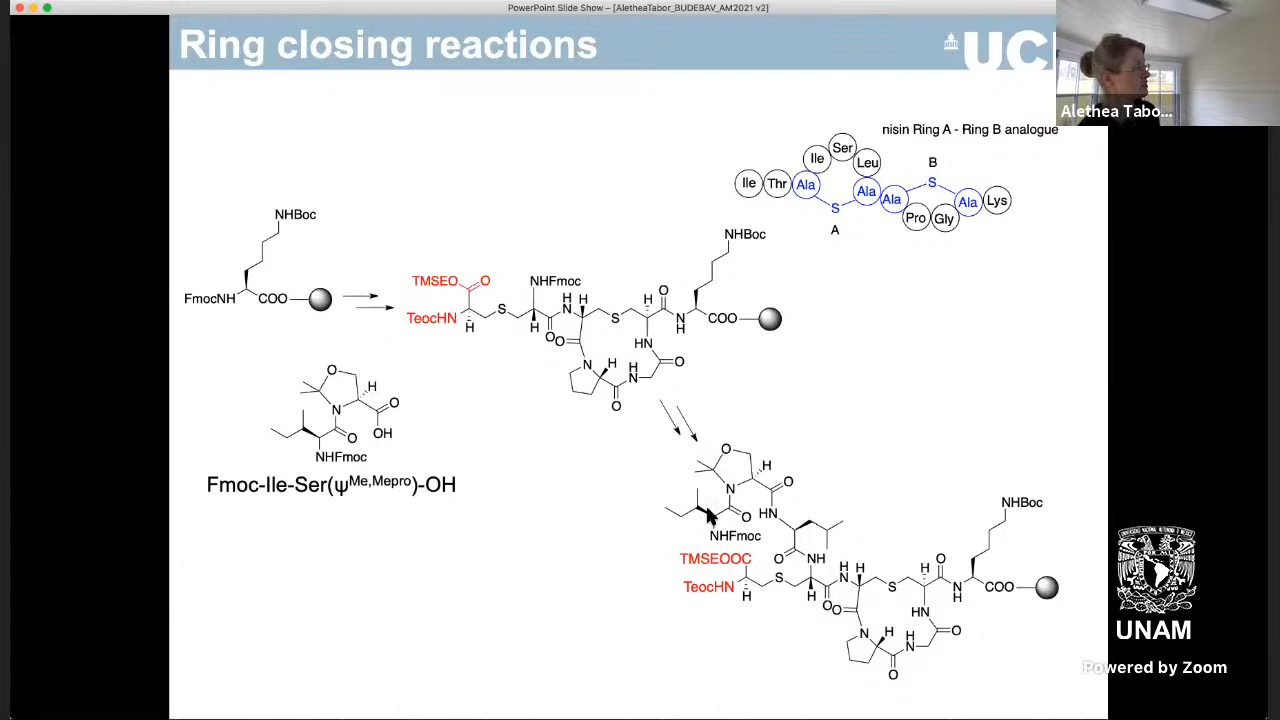 PowerPoint Slide Show – [AletheaTabor_BUDEBAV_AM2021 v2]
Ring closing reactions
UCL
Alethea Tabo...
nisin Ring A - Ring B analogue
Ile Thr Ala Ile Ser Leu Ala Ala Pro Gly Ala Lys
S
A
S
B
NHBoc
FmocNH
COO
TMSEO
O
TeocHN
H
S
NHFmoc
H
O
H
N
H
O
S
H
O
N
H
NHBoc
COO
HN
O
N
H
H
N
O
O
H
N
O
O
OH
NHFmoc
Fmoc-Ile-Ser(ψMe,Mepro)-OH
O
H
N
O
O
HN
NHFmoc
O
NH
TMSEOOC
TeocHN
H
S
H
O
H
N
H
O
S
H
O
N
H
NHBoc
COO
HN
O
N
H
H
N
O
UNAM
Powered by Zoom